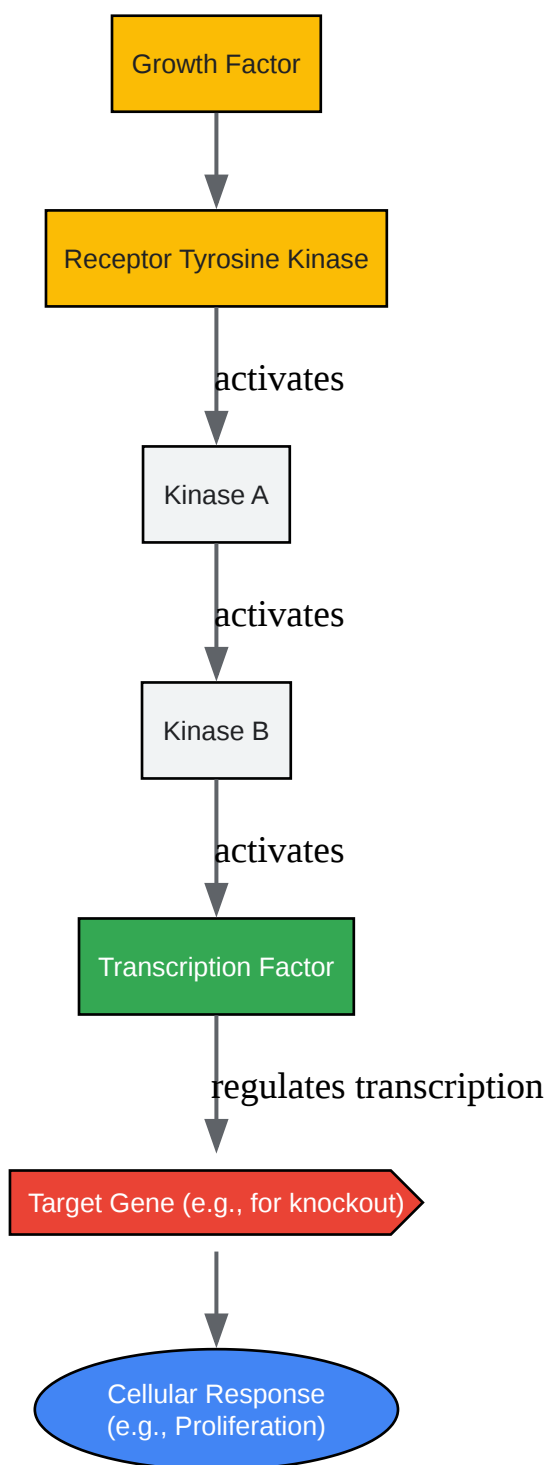 Growth Factor
Receptor Tyrosine Kinase
activates
Kinase A
activates
Kinase B
activates
Transcription Factor
regulates transcription
Target Gene (e.g., for knockout)
Cellular Response
(e.g., Proliferation)